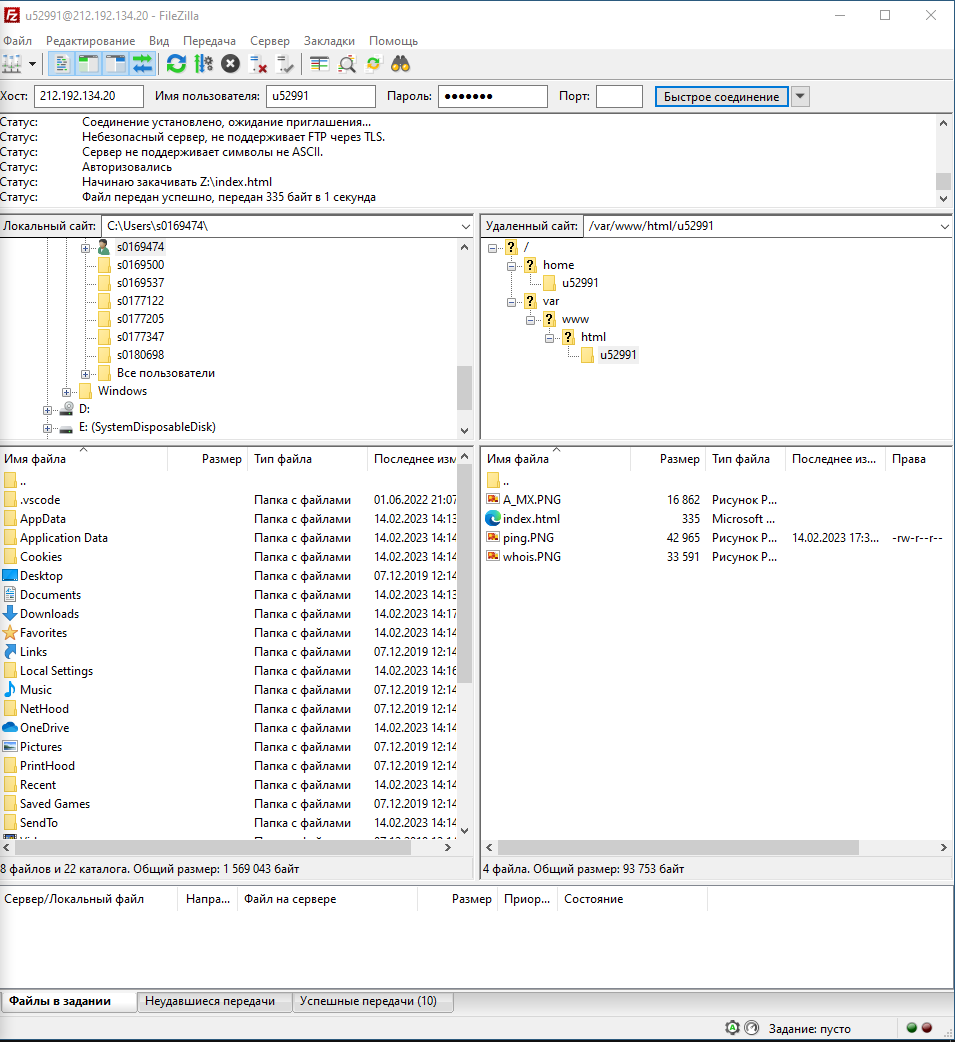 u52991@212.192.134.20 - FileZilla
Файл Редактирование Вид Передача Сервер Закладки Помощь
Хост: 212.192.134.20 Имя пользователя: u52991 Пароль: ●●●●●●● Порт: Быстрое соединение
Статус: Соединение установлено, ожидание приглашения...
Статус: Небезопасный сервер, не поддерживает FTP через TLS.
Статус: Сервер не поддерживает символы не ASCII.
Статус: Авторизовались
Статус: Начинаю закачивать Z:\index.html
Статус: Файл передан успешно, передан 335 байт в 1 секунда
Локальный сайт: C:\Users\s0169474\
s0169474
s0169500
s0169537
s0177122
s0177205
s0177347
s0180698
Все пользователи
Windows
D:
E: (SystemDisposableDisk)
Удаленный сайт: /var/www/html/u52991
/
home
u52991
var
www
html
u52991
Имя файла Размер Тип файла Последнее изм
..
.vscode Папка с файлами 01.06.2022 21:07
AppData Папка с файлами 14.02.2023 14:13
Application Data Папка с файлами 14.02.2023 14:14
Cookies Папка с файлами 14.02.2023 14:14
Desktop Папка с файлами 07.12.2019 12:14
Documents Папка с файлами 14.02.2023 14:13
Downloads Папка с файлами 14.02.2023 14:17
Favorites Папка с файлами 14.02.2023 14:14
Links Папка с файлами 07.12.2019 12:14
Local Settings Папка с файлами 14.02.2023 14:16
Music Папка с файлами 07.12.2019 12:14
NetHood Папка с файлами 07.12.2019 12:14
OneDrive Папка с файлами 14.02.2023 14:14
Pictures Папка с файлами 07.12.2019 12:14
PrintHood Папка с файлами 07.12.2019 12:14
Recent Папка с файлами 14.02.2023 14:14
Saved Games Папка с файлами 07.12.2019 12:14
SendTo Папка с файлами 14.02.2023 14:14
8 файлов и 22 каталога. Общий размер: 1 569 043 байт
Имя файла Размер Тип файла Последнее из... Права
..
A_MX.PNG 16 862 Рисунок P...
index.html 335 Microsoft ...
ping.PNG 42 965 Рисунок P... 14.02.2023 17:3... -rw-r--r--
whois.PNG 33 591 Рисунок P...
4 файла. Общий размер: 93 753 байт
Сервер/Локальный файл Напра... Файл на сервере Размер Приор... Состояние
Файлы в задании Неудавшиеся передачи Успешные передачи (10)
Задание: пусто